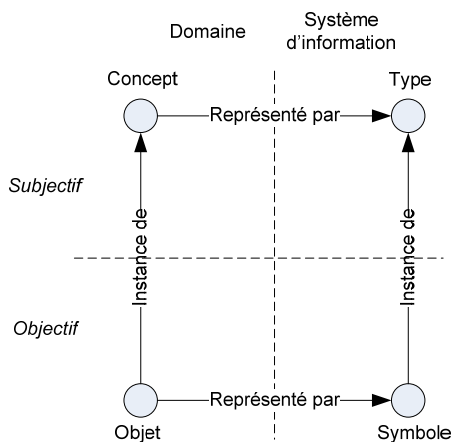 Domaine
Système
d'information
Concept
Type
Représenté par
Subjectif
Instance de
Instance de
Objectif
Représenté par
Objet
Symbole